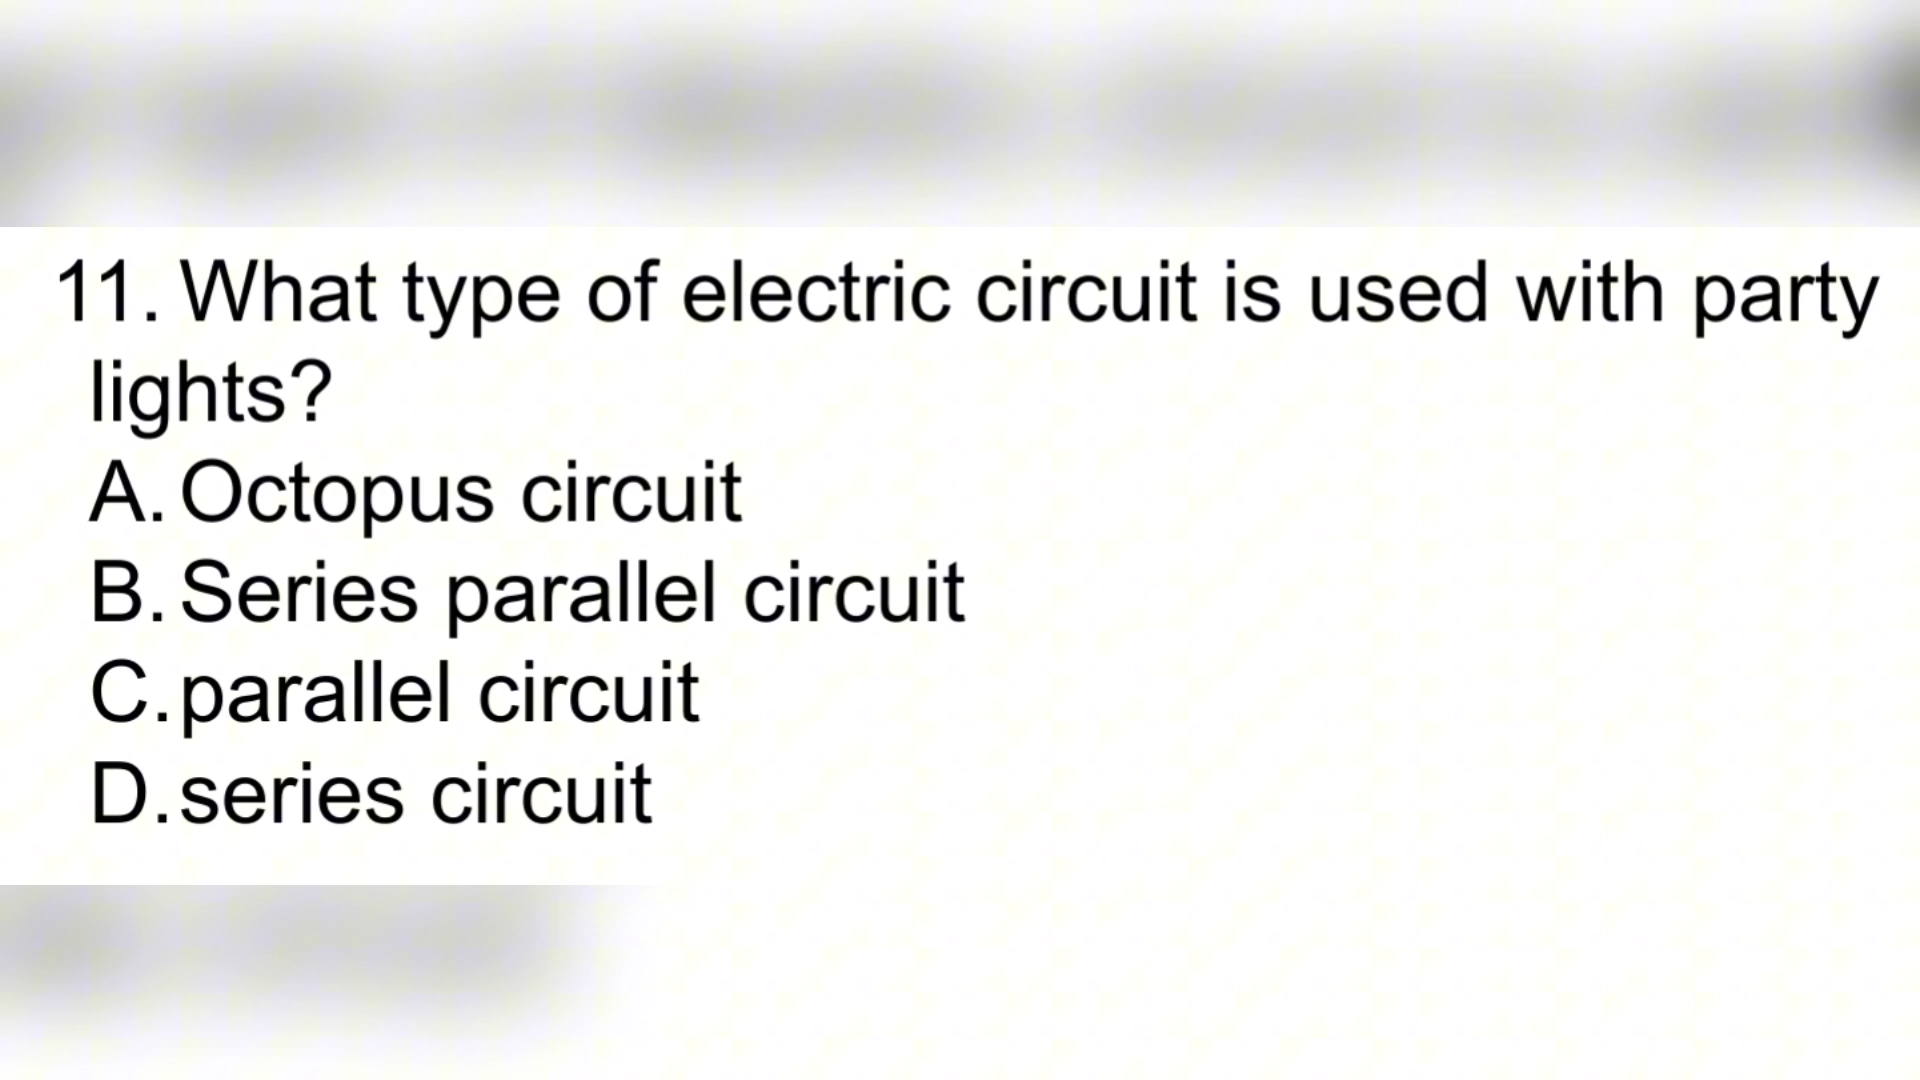 11. What type of electric circuit is used with party
lights?
A. Octopus circuit
B. Series parallel circuit
C. parallel circuit
D. series circuit